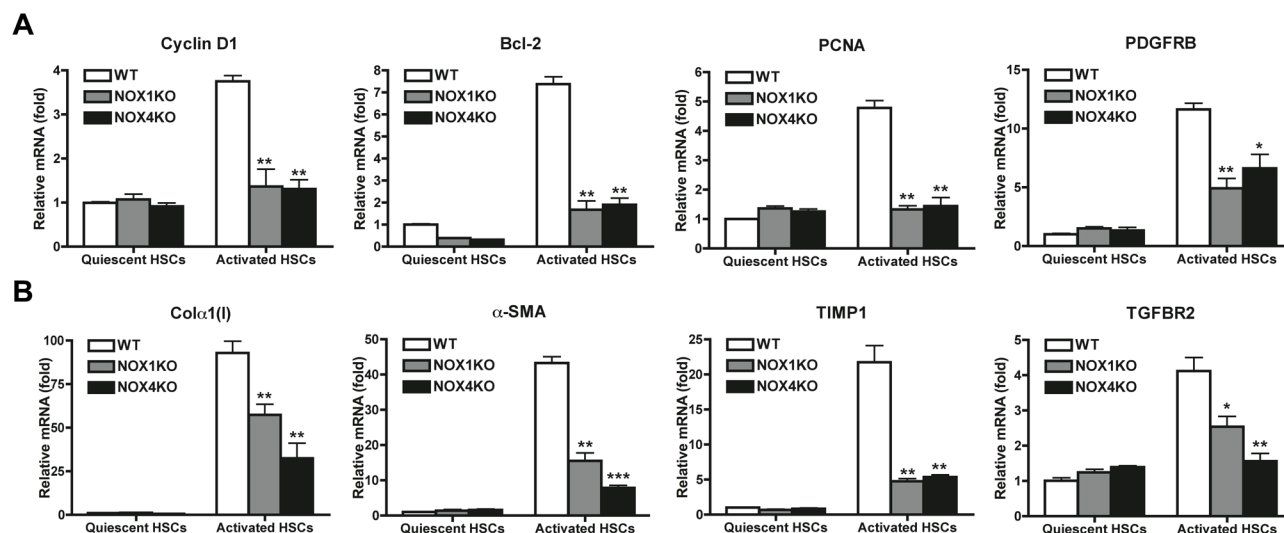 A
Cyclin D1
Relative mRNA (fold)
4
3
2
1
0
WT
NOX1KO
NOX4KO
**
**
Quiescent HSCs
Activated HSCs
Bcl-2
Relative mRNA (fold)
8
7
6
5
4
3
2
1
0
WT
NOX1KO
NOX4KO
**
**
Quiescent HSCs
Activated HSCs
PCNA
Relative mRNA (fold)
6
5
4
3
2
1
0
WT
NOX1KO
NOX4KO
**
**
Quiescent HSCs
Activated HSCs
PDGFRB
Relative mRNA (fold)
15
10
5
0
WT
NOX1KO
NOX4KO
**
*
Quiescent HSCs
Activated HSCs
B
Colα1(I)
Relative mRNA (fold)
100
75
50
25
0
WT
NOX1KO
NOX4KO
**
**
Quiescent HSCs
Activated HSCs
α-SMA
Relative mRNA (fold)
50
40
30
20
10
0
WT
NOX1KO
NOX4KO
**
***
Quiescent HSCs
Activated HSCs
TIMP1
Relative mRNA (fold)
25
20
15
10
5
0
WT
NOX1KO
NOX4KO
**
**
Quiescent HSCs
Activated HSCs
TGFBR2
Relative mRNA (fold)
5
4
3
2
1
0
WT
NOX1KO
NOX4KO
*
**
Quiescent HSCs
Activated HSCs